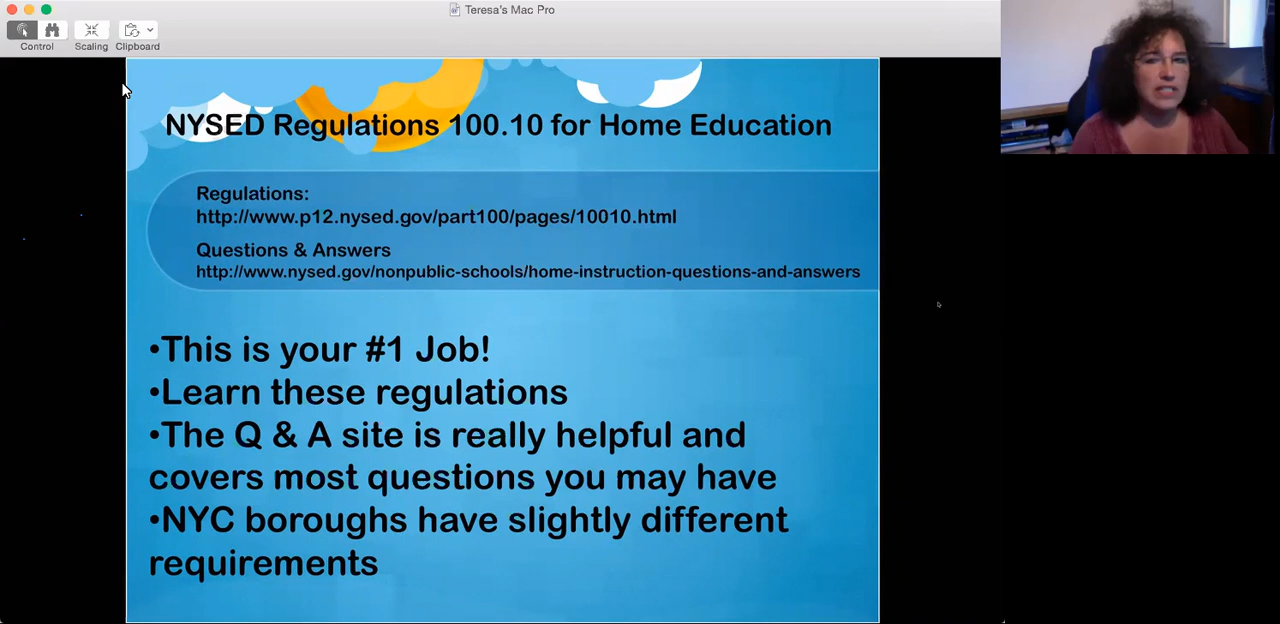 Teresa's Mac Pro
Control
Scaling
Clipboard
NYSED Regulations 100.10 for Home Education
Regulations:
http://www.p12.nysed.gov/part100/pages/10010.html
Questions & Answers
http://www.nysed.gov/nonpublic-schools/home-instruction-questions-and-answers
•This is your #1 Job!
•Learn these regulations
•The Q & A site is really helpful and
covers most questions you may have
•NYC boroughs have slightly different
requirements